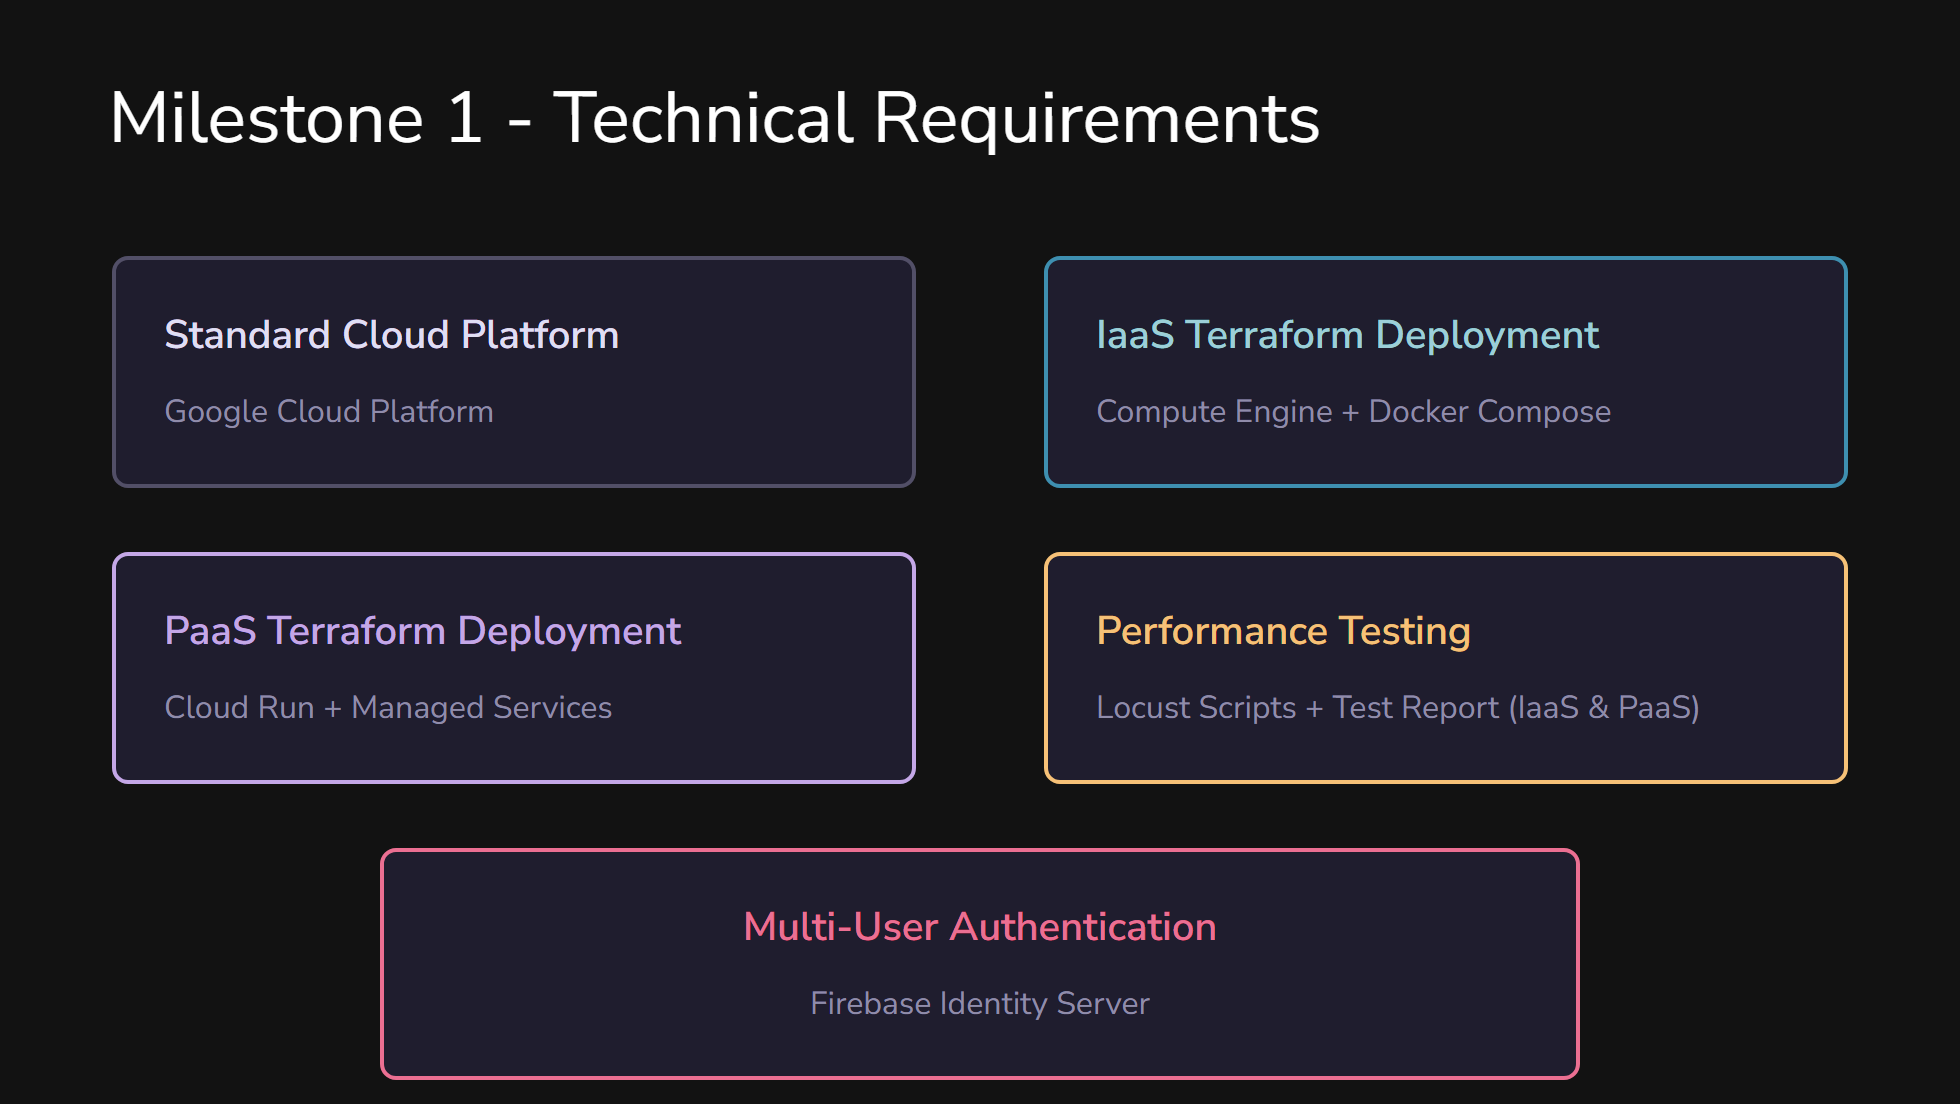 Milestone 1 - Technical Requirements
Standard Cloud Platform
Google Cloud Platform
IaaS Terraform Deployment
Compute Engine + Docker Compose
PaaS Terraform Deployment
Cloud Run + Managed Services
Performance Testing
Locust Scripts + Test Report (IaaS & PaaS)
Multi-User Authentication
Firebase Identity Server